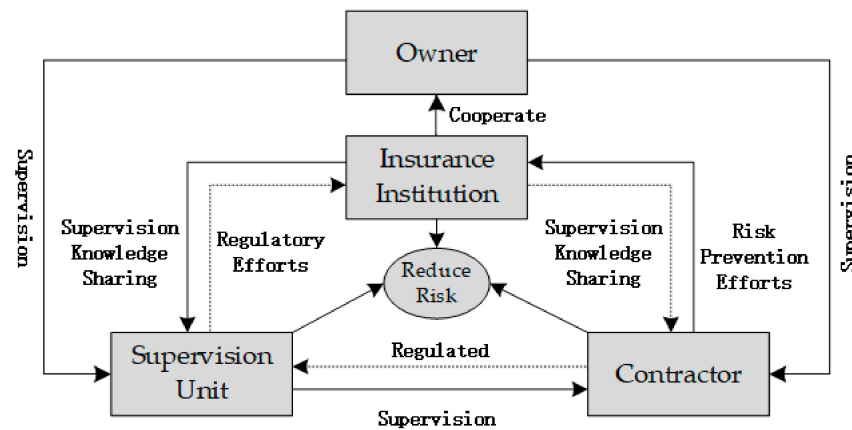 Owner
Cooperate
Insurance
Institution
Supervision
Supervision
Supervision
Knowledge
Sharing
Regulatory
Efforts
Supervision
Knowledge
Sharing
Risk
Prevention
Efforts
Reduce
Risk
Supervision
Unit
Regulated
Contractor
Supervision